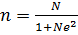 n = N / 1+Ne²